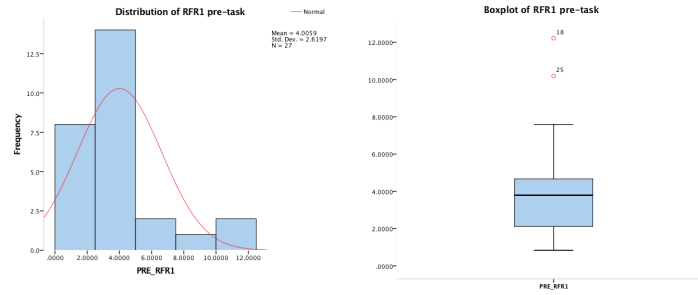 Distribution of RFR1 pre-task
Normal
Mean = 4.0059
Std. Dev. = 2.6197
N = 27
Frequency
12.5
10.0
7.5
5.0
2.5
0.0
.0000 2.0000 4.0000 6.0000 8.0000 10.0000 12.0000
PRE_RFR1
Boxplot of RFR1 pre-task
18
12.0000
25
10.0000
8.0000
6.0000
4.0000
2.0000
.0000
PRE_RFR1